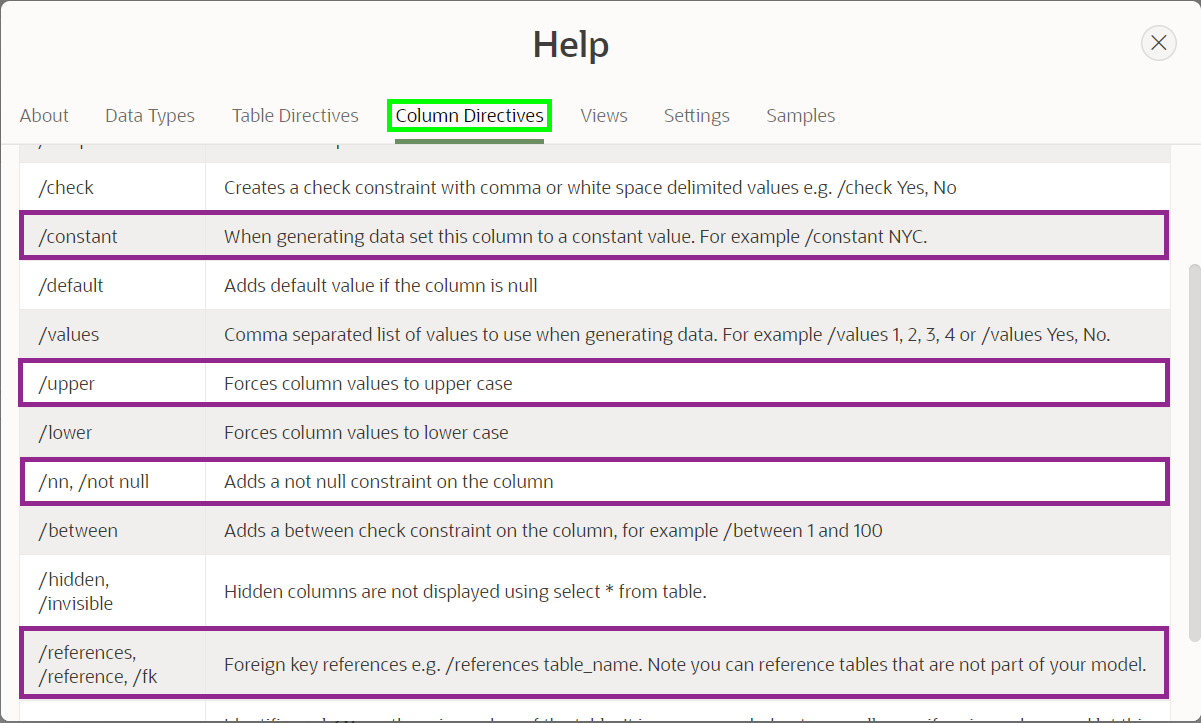 Help
About Data Types Table Directives Column Directives Views Settings Samples
/check Creates a check constraint with comma or white space delimited values e.g. /check Yes, No
/constant When generating data set this column to a constant value. For example /constant NYC.
/default Adds default value if the column is null
/values Comma separated list of values to use when generating data. For example /values 1, 2, 3, 4 or /values Yes, No.
/upper Forces column values to upper case
/lower Forces column values to lower case
/nn, /not null Adds a not null constraint on the column
/between Adds a between check constraint on the column, for example /between 1 and 100
/hidden,
/invisible Hidden columns are not displayed using select * from table.
/references,
/reference, /fk Foreign key references e.g. /references table_name. Note you can reference tables that are not part of your model.